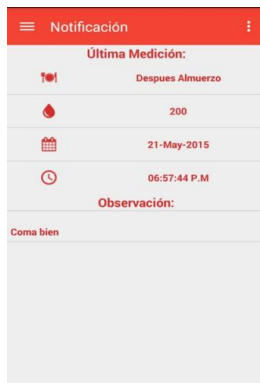 Notificación
Última Medición:
Despues Almuerzo
200
21-May-2015
06:57:44 P.M
Observación:
Coma bien